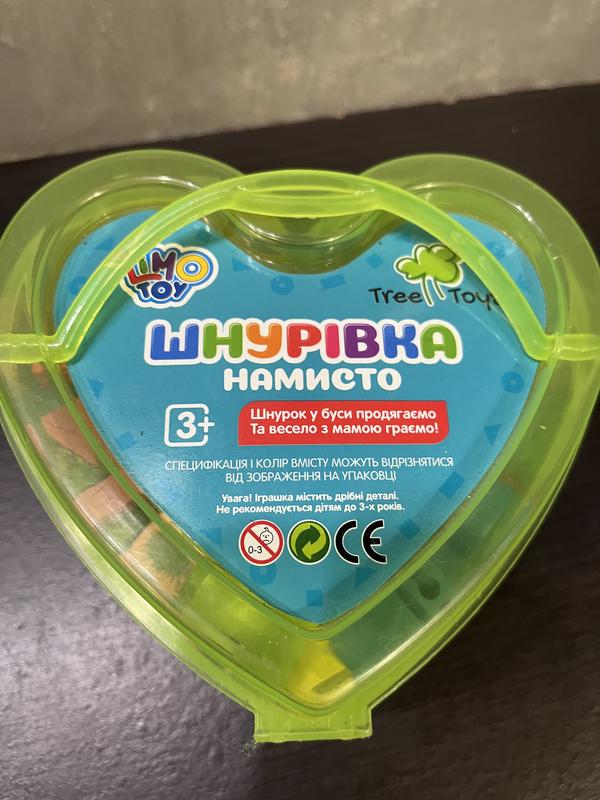 LIMO
TOY
Tree Toys
ШНУРІВКА
НАМИСТО
3+
Шнурок у буси продягаємо
Та весело з мамою граємо!
СПЕЦИФІКАЦІЯ І КОЛІР ВМІСТУ МОЖУТЬ ВІДРІЗНЯТИСЯ
ВІД ЗОБРАЖЕННЯ НА УПАКОВЦІ
Увага! Іграшка містить дрібні деталі.
Не рекомендується дітям до 3-х років.
0-3
CE